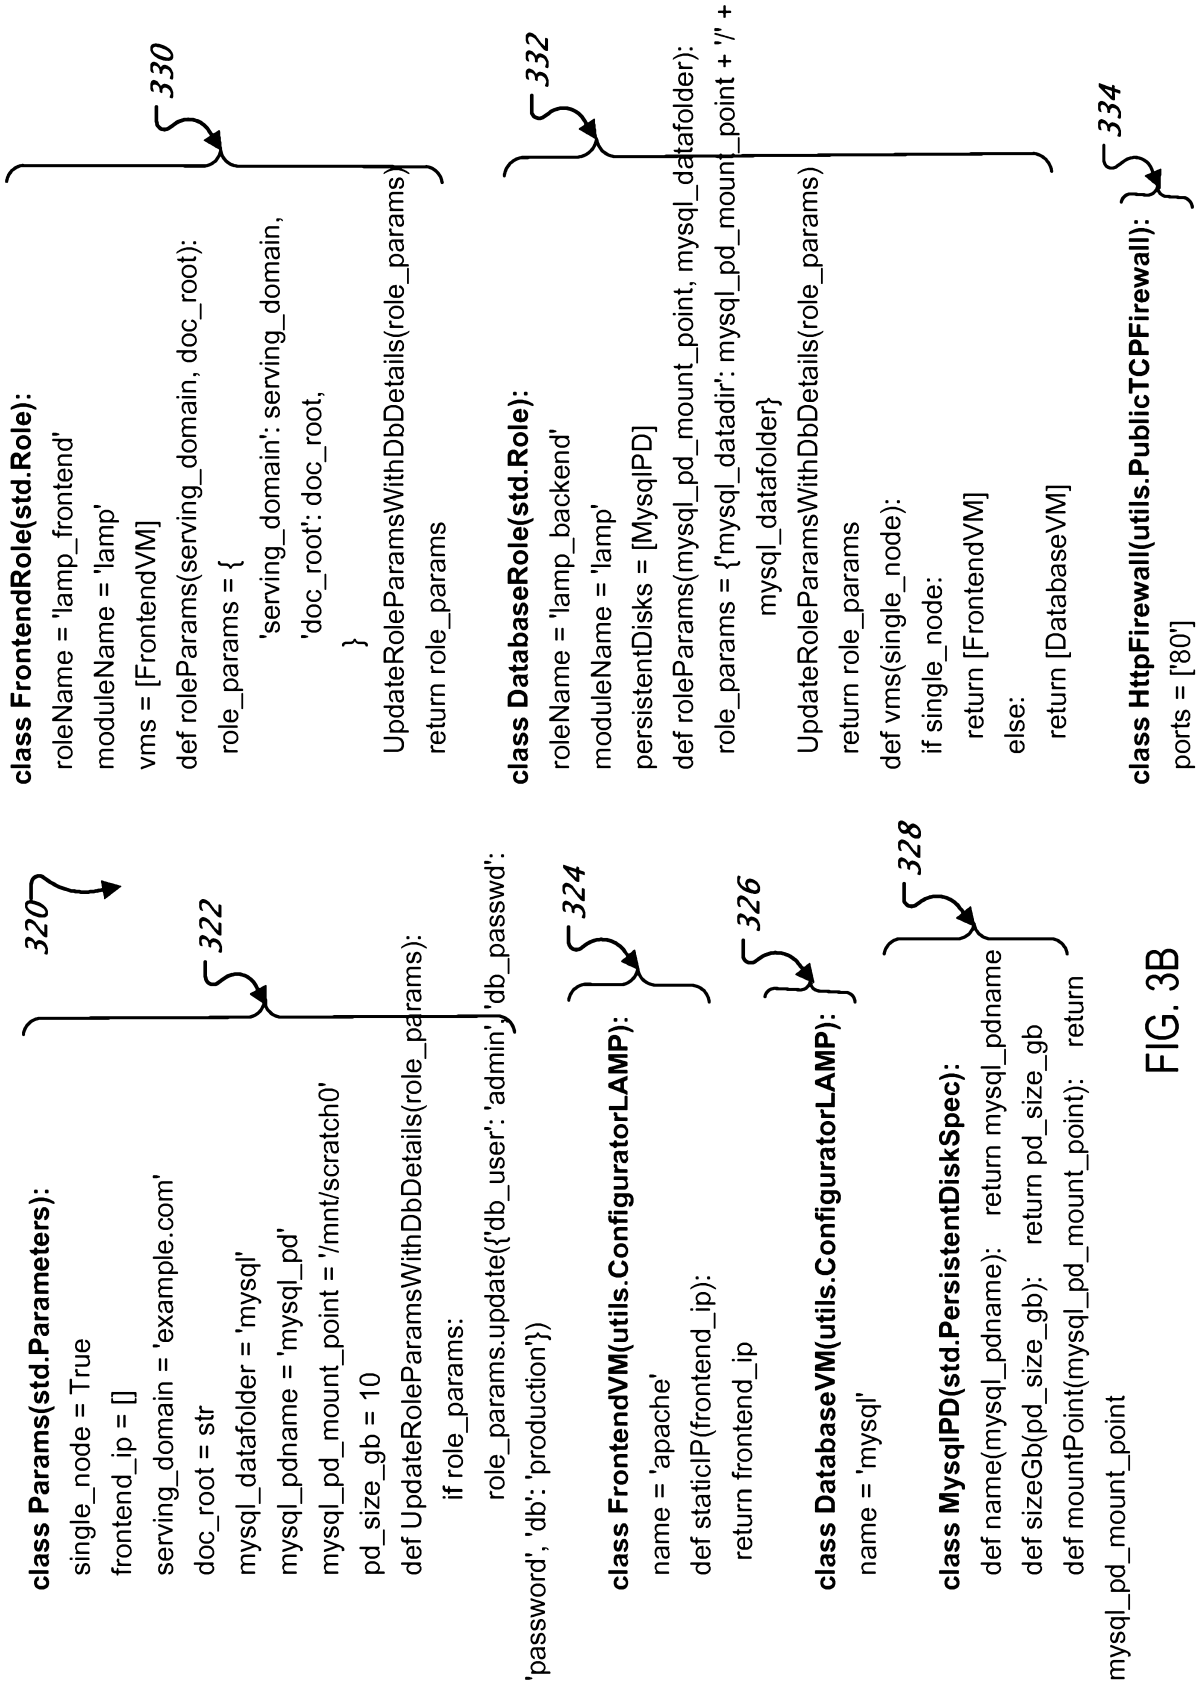 320
class Params(std.Parameters):
single_node = True
frontend_ip = []
serving_domain = 'example.com'
doc_root = str
mysql_datafolder = 'mysql'
mysql_pdname = 'mysql_pd'
mysql_pd_mount_point = '/mnt/scratch0'
pd_size_gb = 10
def UpdateRoleParamsWithDbDetails(role_params):
if role_params:
role_params.update({'db_user': 'admin', 'db_passwd':
'password', 'db': 'production'})
322
class FrontendVM(utils.ConfiguratorLAMP):
name = 'apache'
def staticIP(frontend_ip):
return frontend_ip
324
class DatabaseVM(utils.ConfiguratorLAMP):
name = 'mysql'
326
class MysqlPD(std.PersistentDiskSpec):
def name(mysql_pdname): return mysql_pdname
def sizeGb(pd_size_gb): return pd_size_gb
def mountPoint(mysql_pd_mount_point): return
mysql_pd_mount_point
328
class FrontendRole(std.Role):
roleName = 'lamp_frontend'
moduleName = 'lamp'
vms = [FrontendVM]
def roleParams(serving_domain, doc_root):
role_params = {
'serving_domain': serving_domain,
'doc_root': doc_root,
}
UpdateRoleParamsWithDbDetails(role_params)
return role_params
330
class DatabaseRole(std.Role):
roleName = 'lamp_backend'
moduleName = 'lamp'
persistentDisks = [MysqlPD]
def roleParams(mysql_pd_mount_point, mysql_datafolder):
role_params = {'mysql_datadir': mysql_pd_mount_point + '/' +
mysql_datafolder}
UpdateRoleParamsWithDbDetails(role_params)
return role_params
def vms(single_node):
if single_node:
return [FrontendVM]
else:
return [DatabaseVM]
332
class HttpFirewall(utils.PublicTCPFirewall):
ports = ['80']
334
FIG. 3B